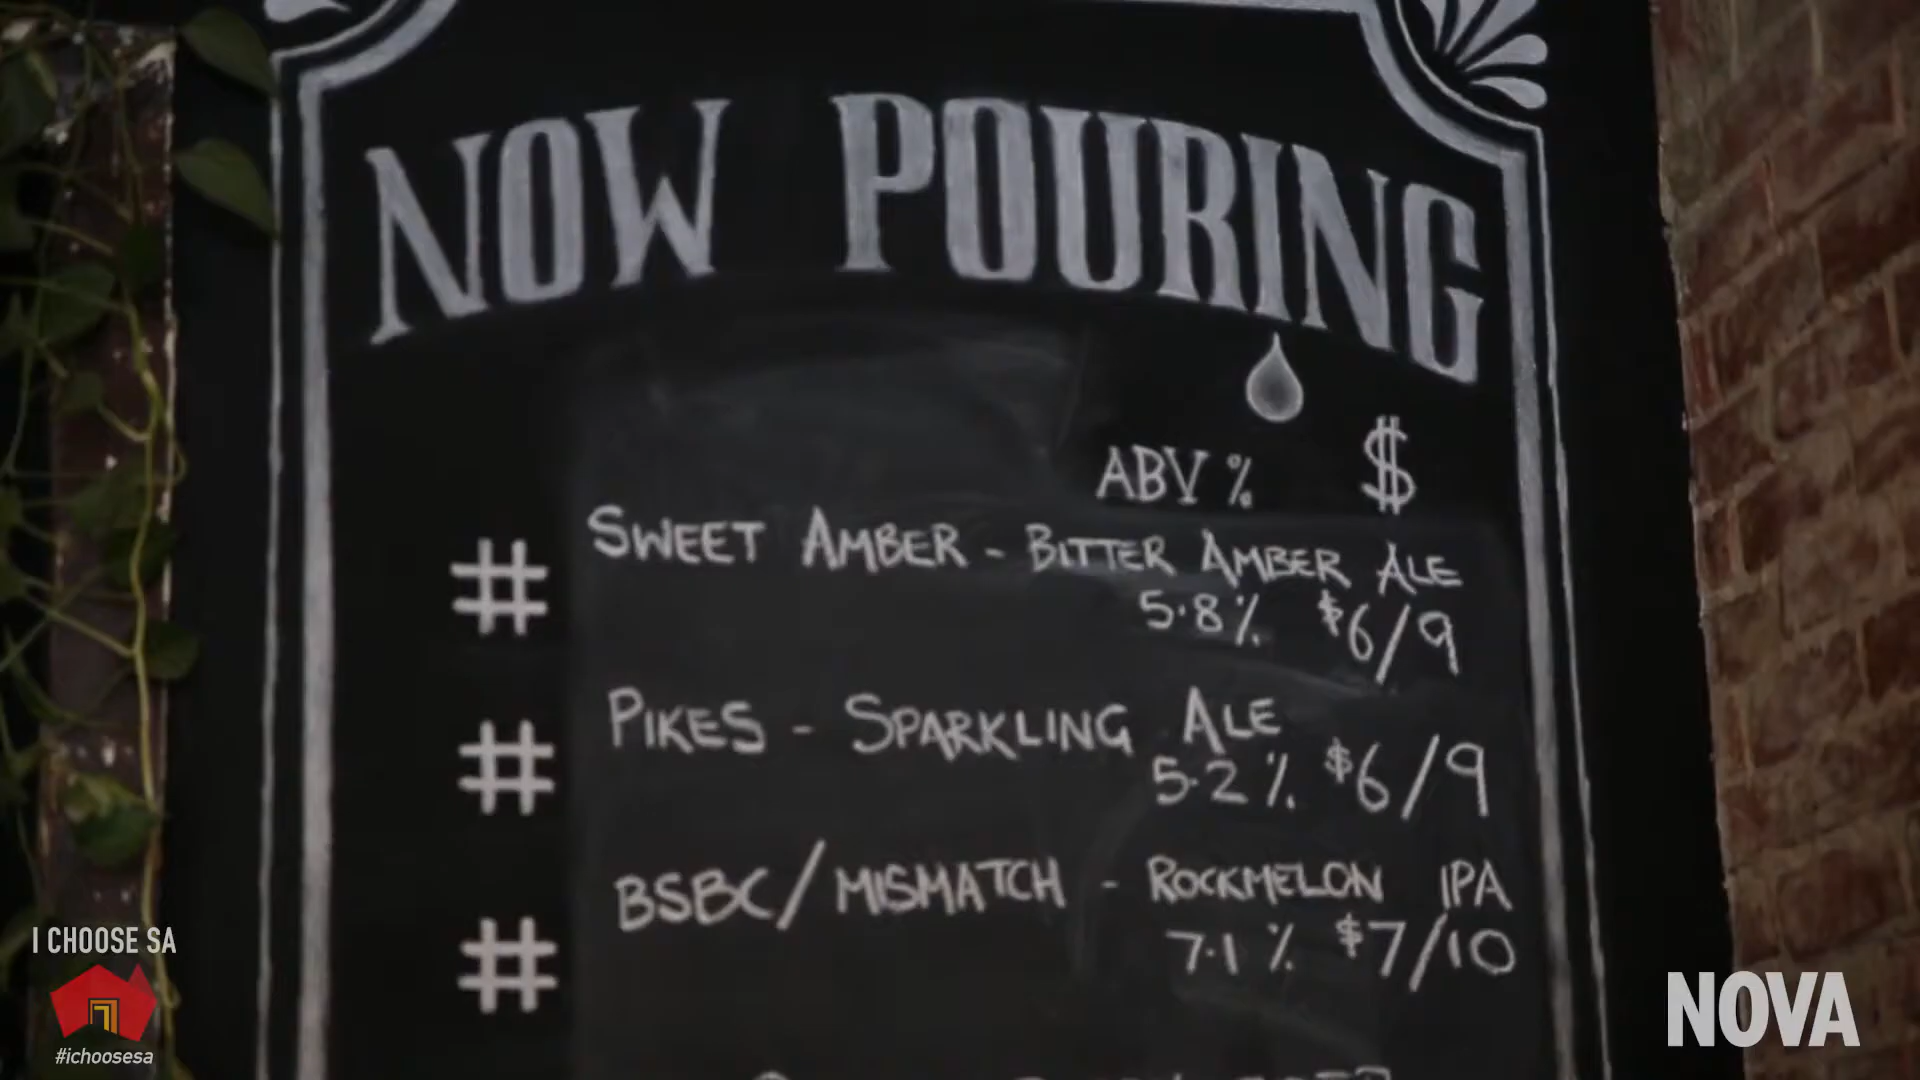 NOW POURING
ABV % $
# SWEET AMBER - BITTER AMBER ALE
5.8% $6/9
# PIKES - SPARKLING ALE
5.2% $6/9
# BSBC/MISMATCH - ROCKMELON IPA
7.1% $7/10
I CHOOSE SA
#ichoosesa
NOVA